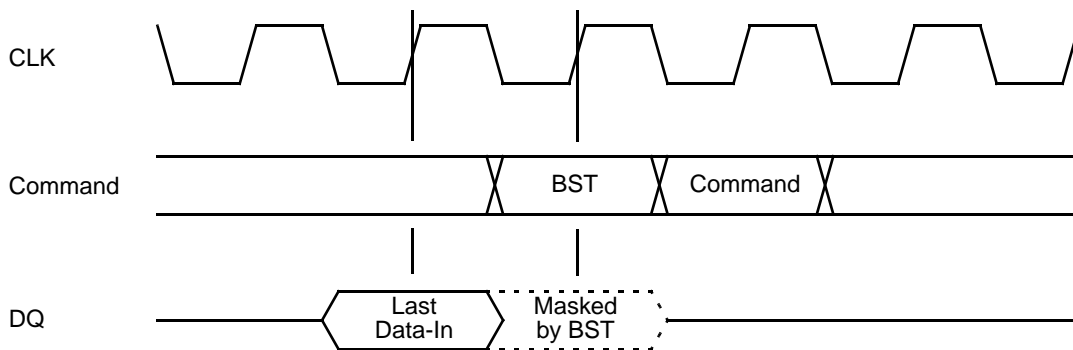 CLK
Command
BST
Command
DQ
Last
Data-In
Masked
by BST